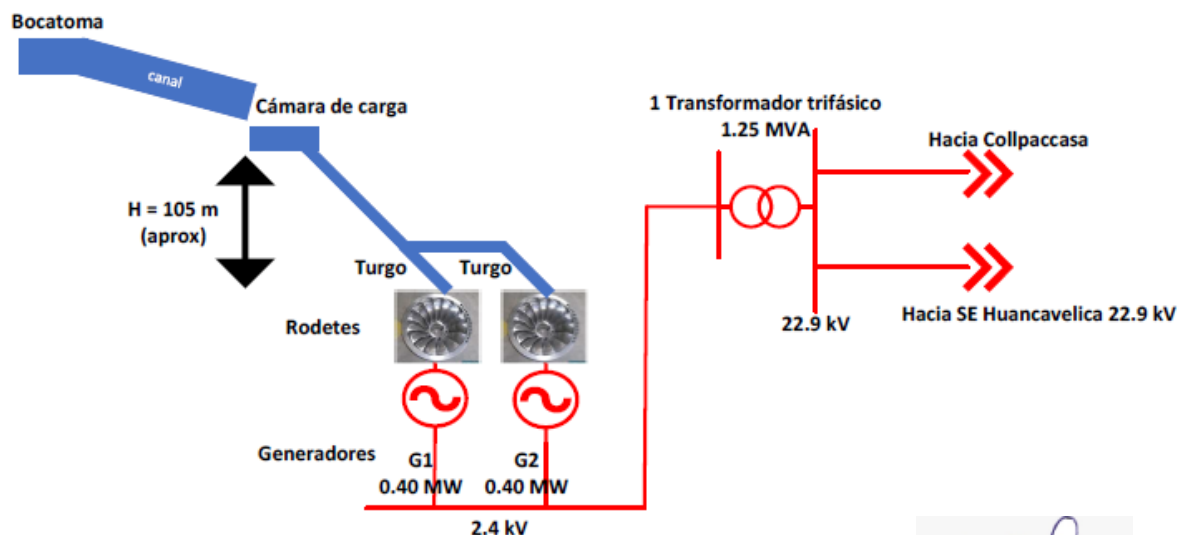 Bocatoma
canal
Cámara de carga
H = 105 m
(aprox)
Turgo
Turgo
Rodetes
Generadores
G1
0.40 MW
G2
0.40 MW
2.4 kV
1 Transformador trifásico
1.25 MVA
22.9 kV
Hacia Collpaccasa
Hacia SE Huancavelica 22.9 kV